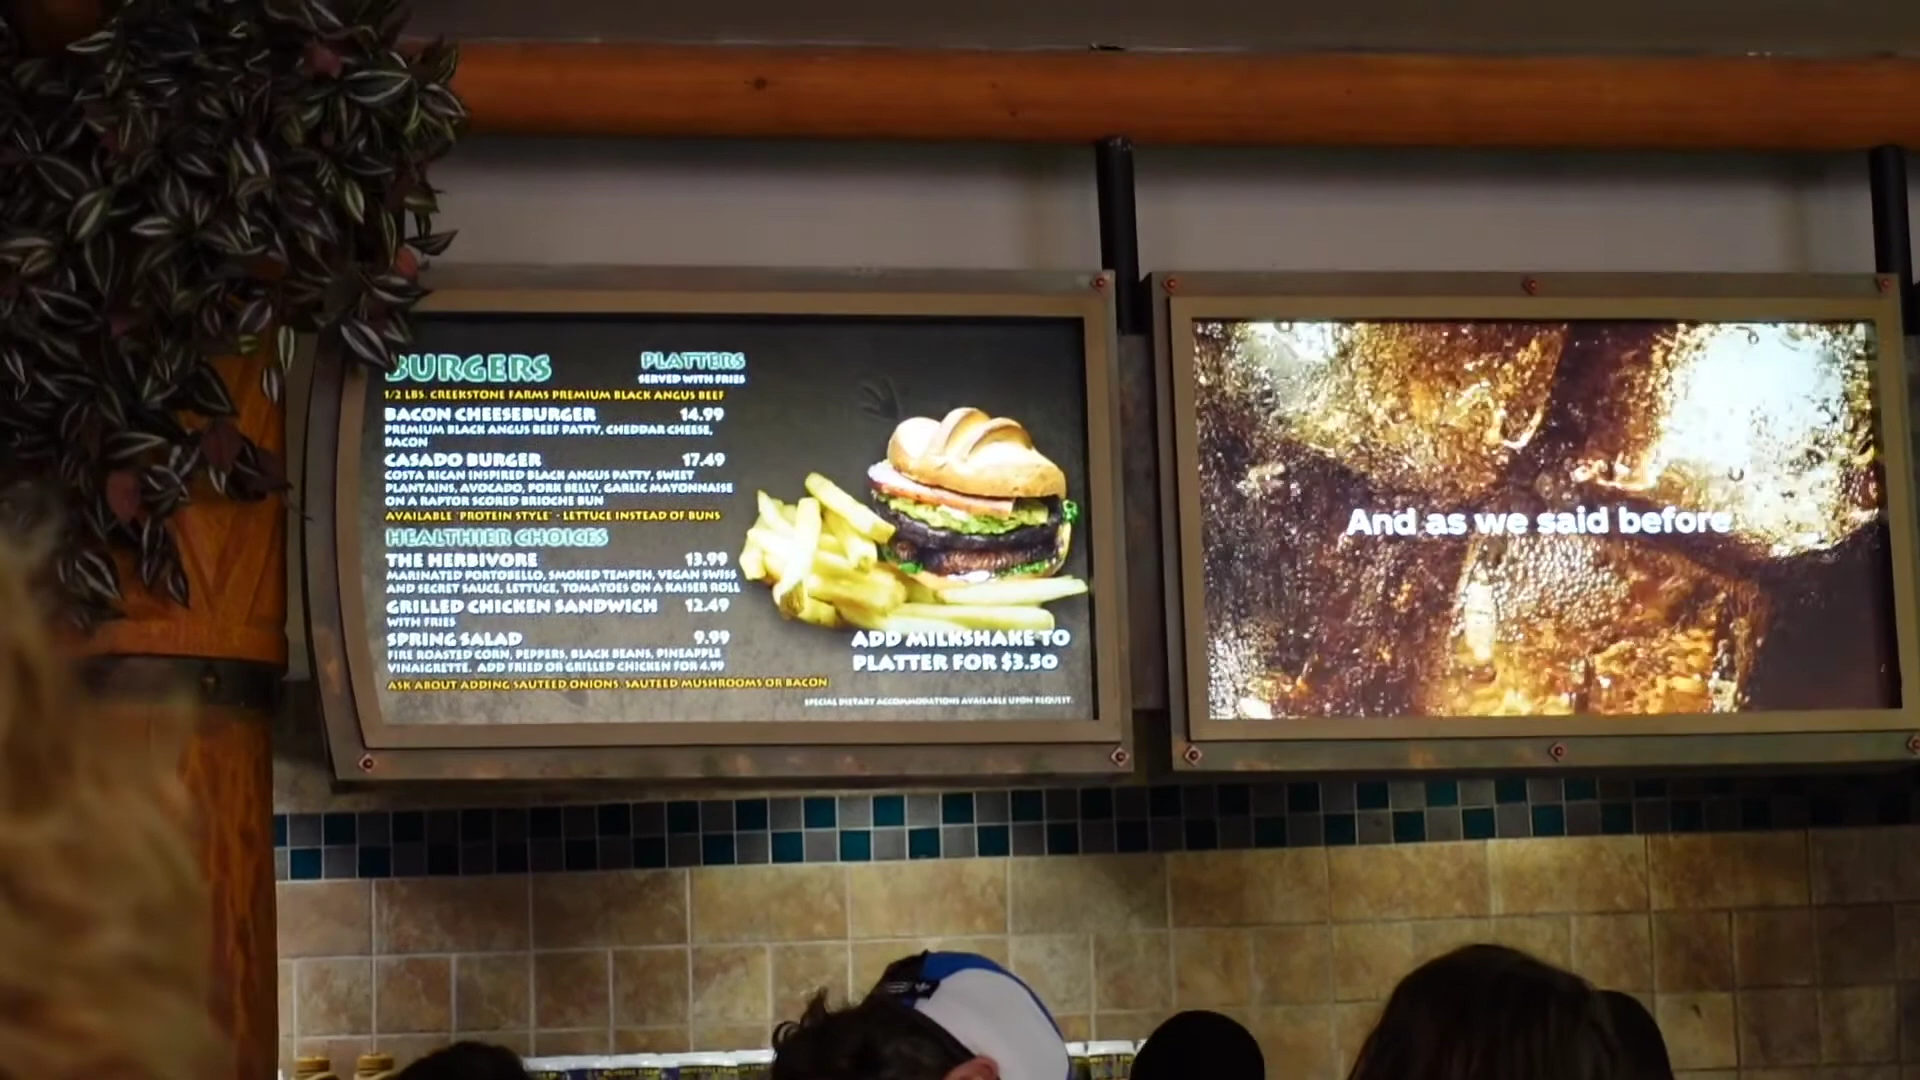 BURGERS
PLATTERS
SERVED WITH FRIES
1/2 LBS. CREEKSTONE FARMS PREMIUM BLACK ANGUS BEEF
BACON CHEESEBURGER 14.99
PREMIUM BLACK ANGUS BEEF PATTY, CHEDDAR CHEESE,
BACON
CASADO BURGER 17.49
COSTA RICAN INSPIRED BLACK ANGUS PATTY, SWEET
PLANTAINS, AVOCADO, PORK BELLY, GARLIC MAYONNAISE
ON A RAPTOR SCORED BRIOCHE BUN
AVAILABLE "PROTEIN STYLE" - LETTUCE INSTEAD OF BUNS
HEALTHIER CHOICES
THE HERBIVORE 13.99
MARINATED PORTOBELLO, SMOKED TEMPEH, VEGAN SWISS
AND SECRET SAUCE, LETTUCE, TOMATOES ON A KAISER ROLL
GRILLED CHICKEN SANDWICH 12.49
WITH FRIES
SPRING SALAD 9.99
FIRE ROASTED CORN, PEPPERS, BLACK BEANS, PINEAPPLE
VINAIGRETTE. ADD FRIED OR GRILLED CHICKEN FOR 4.99
ASK ABOUT ADDING SAUTEED ONIONS, SAUTEED MUSHROOMS OR BACON
ADD MILKSHAKE TO
PLATTER FOR $3.50
SPECIAL DIETARY ACCOMMODATIONS AVAILABLE UPON REQUEST.
And as we said before